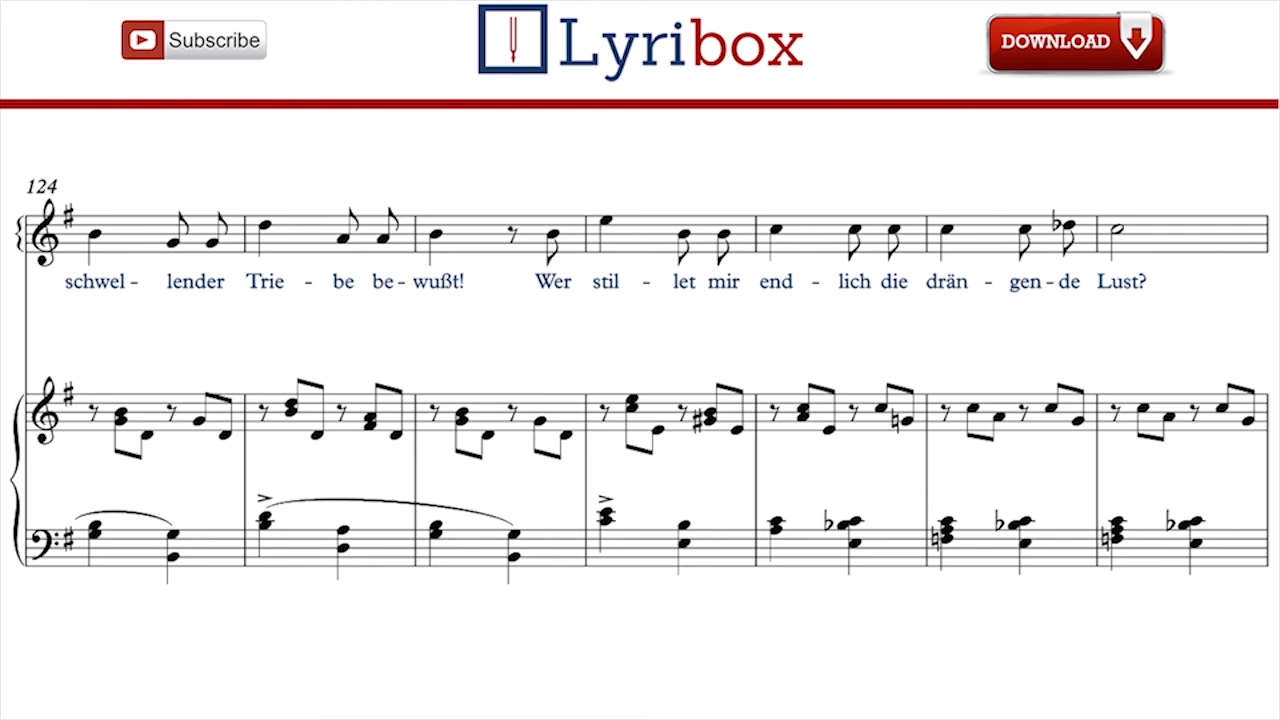 Subscribe
Lyribox
DOWNLOAD
124
schwel - lender Trie - be be - wußt! Wer stil - let mir end - lich die drän - gen - de Lust?